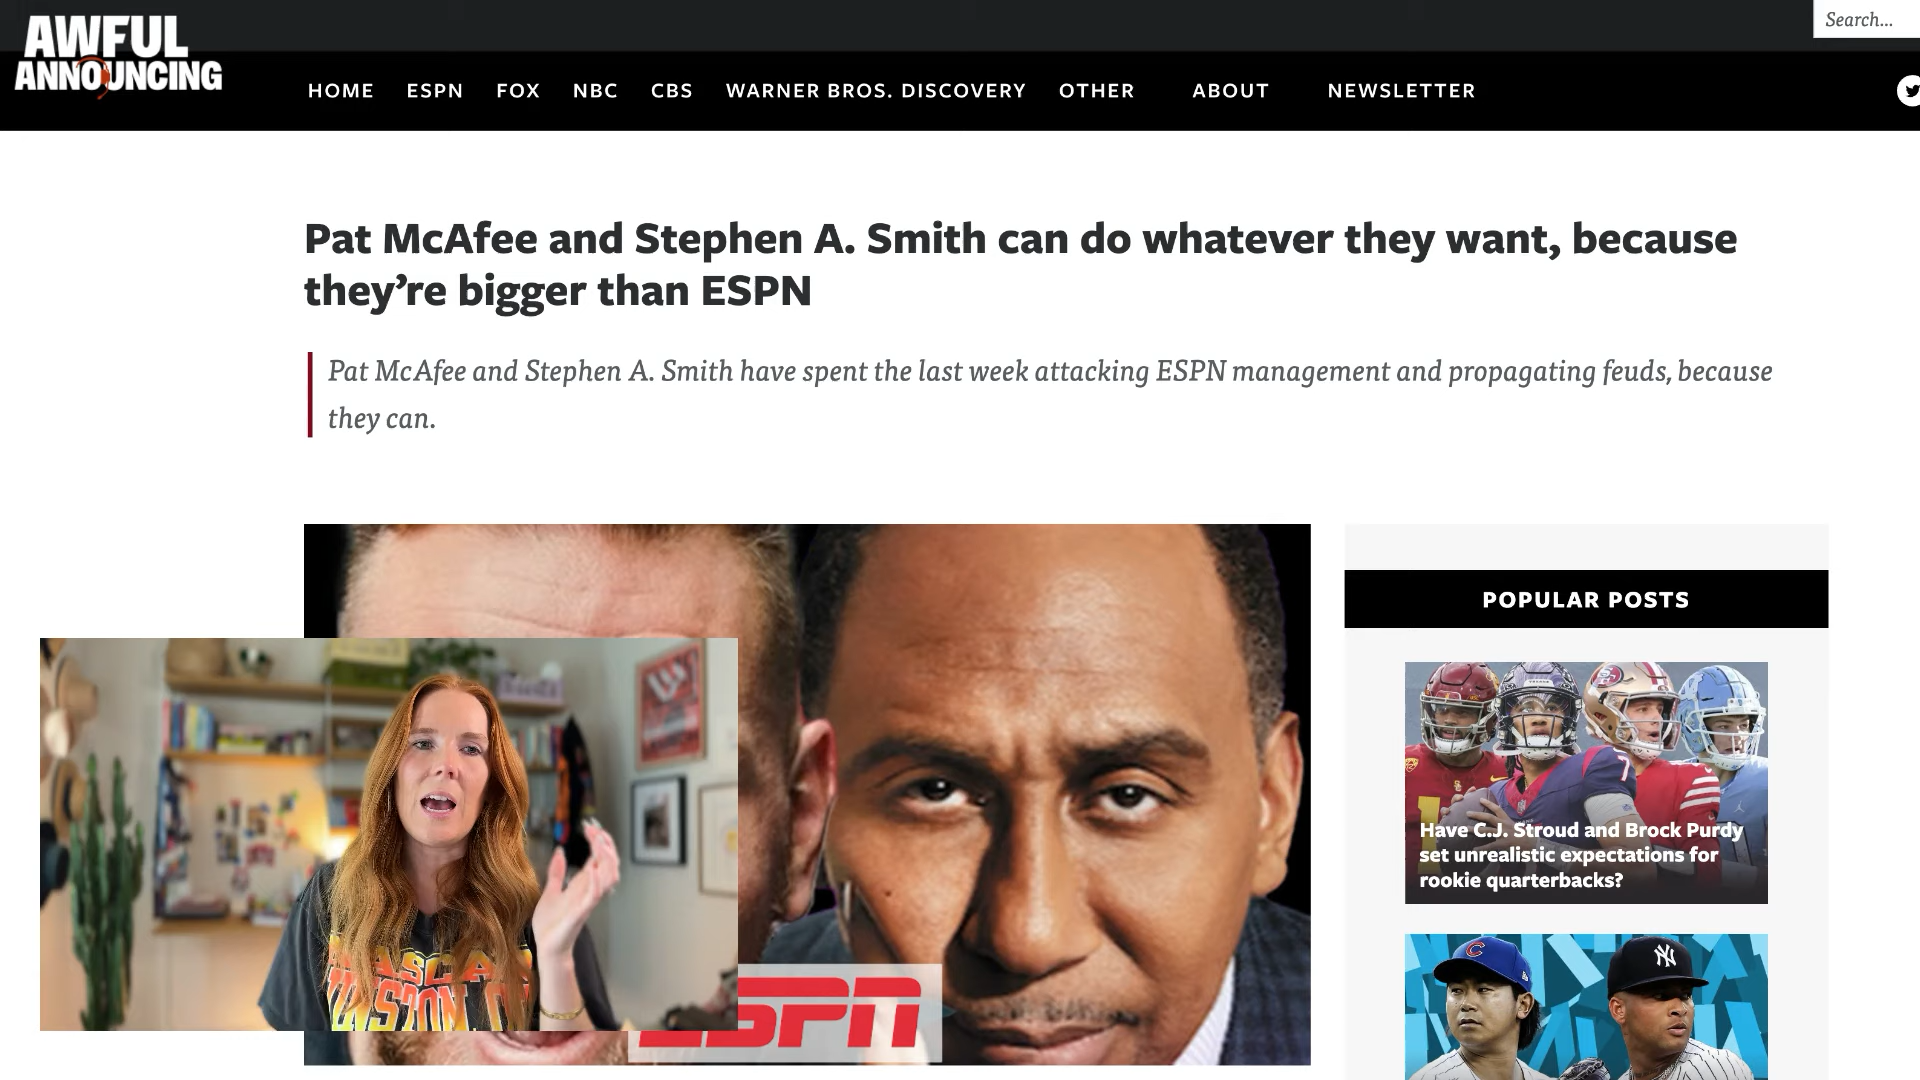 AWFUL
ANNOUNCING
Search...
HOME ESPN FOX NBC CBS WARNER BROS. DISCOVERY OTHER ABOUT NEWSLETTER
Pat McAfee and Stephen A. Smith can do whatever they want, because
they're bigger than ESPN
Pat McAfee and Stephen A. Smith have spent the last week attacking ESPN management and propagating feuds, because
they can.
POPULAR POSTS
7
Have C.J. Stroud and Brock Purdy
set unrealistic expectations for
rookie quarterbacks?
ESPN
NASCAR
WINSTON